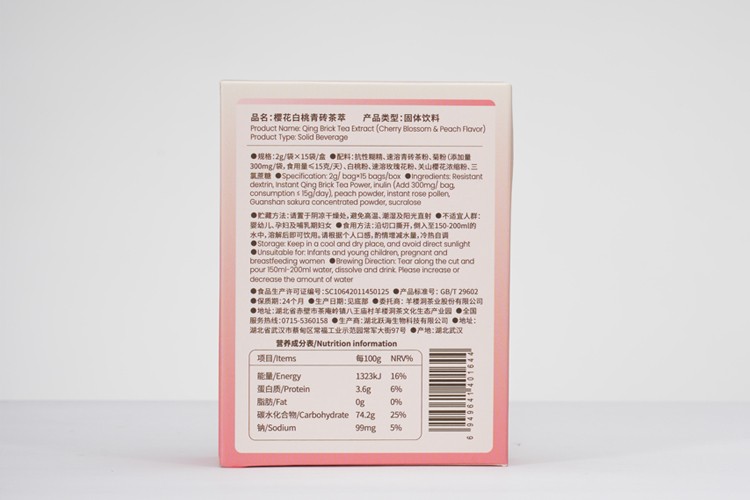 品名:樱花白桃青砖茶萃 产品类型:固体饮料
Product Name: Qing Brick Tea Extract (Cherry Blossom & Peach Flavor)
Product Type: Solid Beverage
●规格:2g/袋×15袋/盒 ●配料:抗性糊精、速溶青砖茶粉、菊粉(添加量
300mg/袋,食用量≤15克/天)、白桃粉、速溶玫瑰花粉、关山樱花浓缩粉、三
氯蔗糖 ●Specification: 2g/ bag*15 bags/box ●Ingredients: Resistant
dextrin, Instant Qing Brick Tea Power, inulin (Add 300mg/ bag,
consumption ≤ 15g/day), peach powder, instant rose pollen,
Guanshan sakura concentrated powder, sucralose
●贮藏方法:请置于阴凉干燥处,避免高温、潮湿及阳光直射 ●不适宜人群:
婴幼儿、孕妇及哺乳期妇女 ●食用方法:沿切口撕开,倒入至150-200ml的
水中,溶解后即可饮用。请根据个人口感,酌情增减水量,冷热自调
●Storage: Keep in a cool and dry place, and avoid direct sunlight
●Unsuitable for: Infants and young children, pregnant and
breastfeeding women ●Brewing Direction: Tear along the cut and
pour 150ml-200ml water, dissolve and drink. Please increase or
decrease the amount of water
●食品生产许可证编号:SC10642011450125 ●产品标准号: GB/T 29602
●保质期:24个月 ●生产日期:见底部 ●委托商: 羊楼洞茶业股份有限公司
●地址:湖北省赤壁市茶庵岭镇八王庙村羊楼洞茶文化生态产业园 ●全国
服务热线:0715-5360158 ●生产商:湖北跃海生物科技有限公司 ●地址:
湖北省武汉市蔡甸区常福工业示范园常军大街97号 ●产地:湖北武汉
营养成分表/Nutrition information
项目/Items 每100g NRV%
能量/Energy 1323kJ 16%
蛋白质/Protein 3.6g 6%
脂肪/Fat 0g 0%
碳水化合物/Carbohydrate 74.2g 25%
钠/Sodium 99mg 5%
6 949641 401644